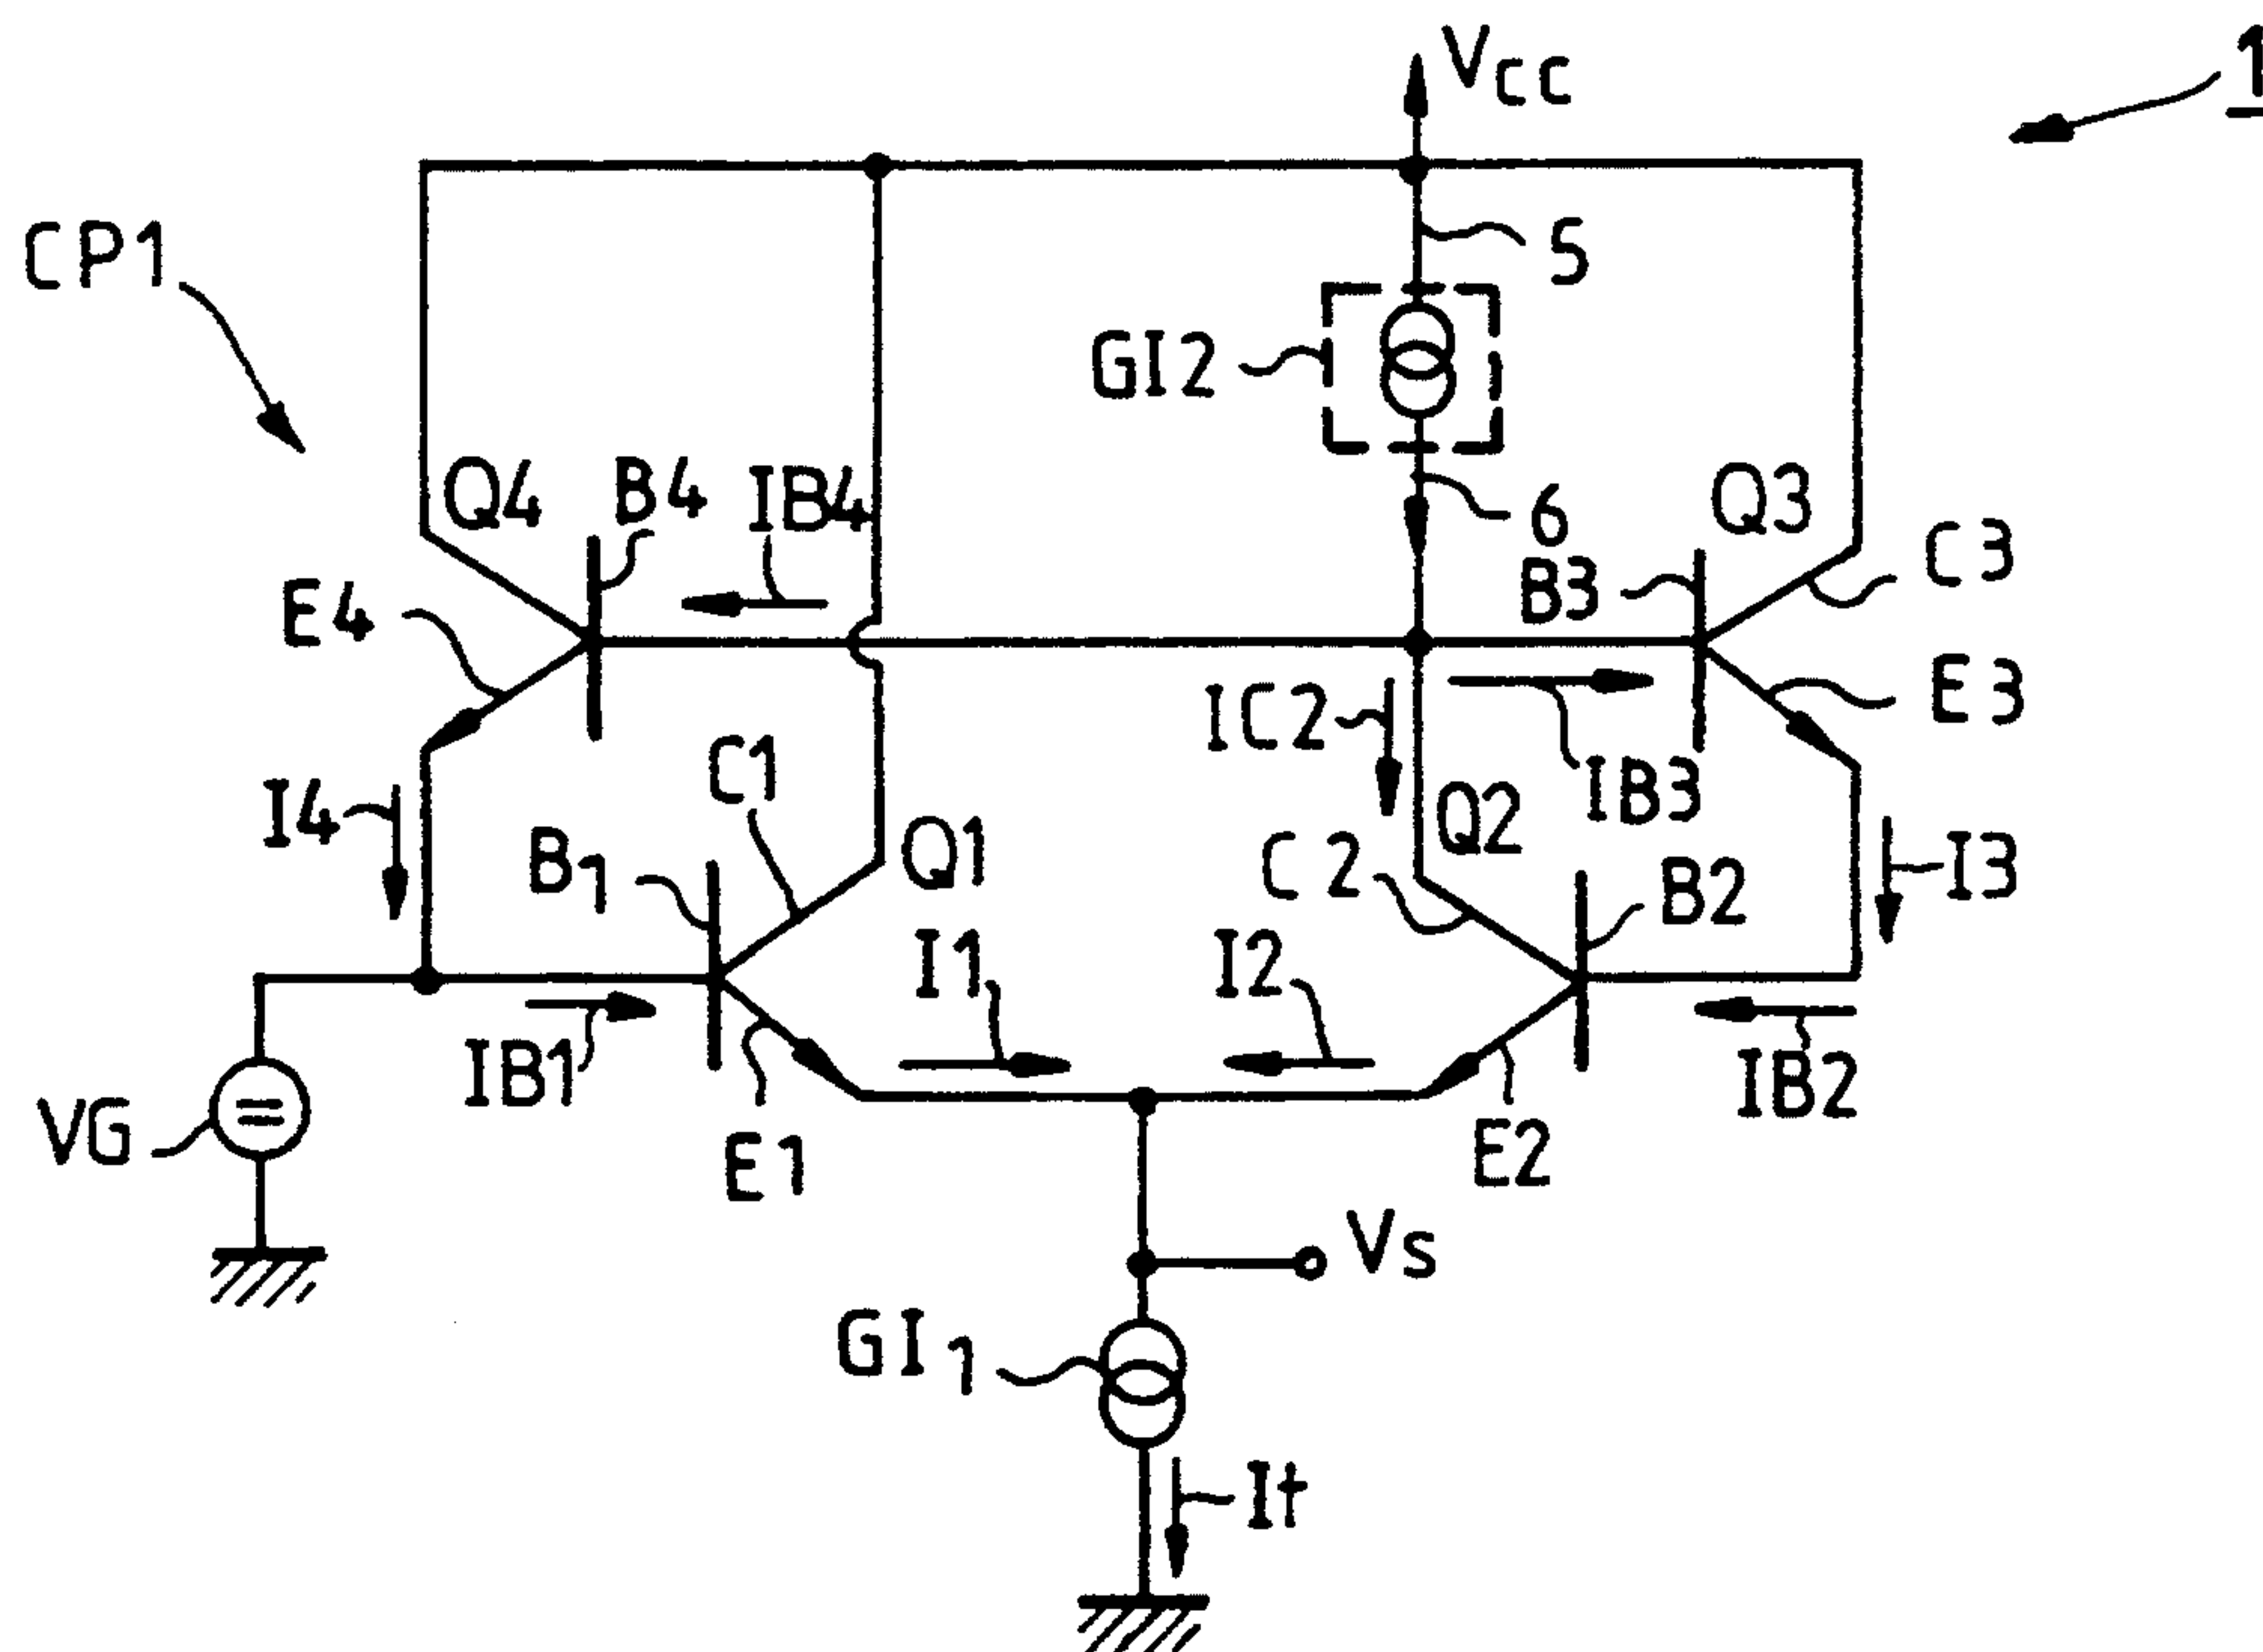 1
VCC
CP1
5
GI2
Q4
B4
IB4
6
Q3
B3
C3
E4
E3
IC2
IB3
C1
I4
B1
Q1
Q2
C2
B2
I3
I1
I2
IB1
IB2
VG
E1
E2
Vs
GI1
It